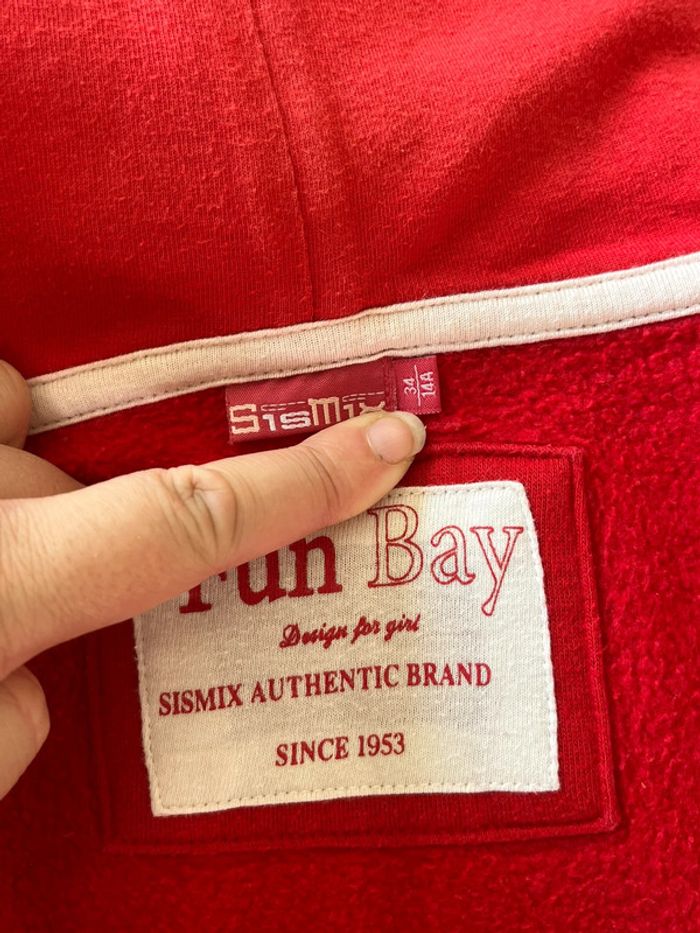 SisMix
34
14A
Fun Bay
Design for girl
SISMIX AUTHENTIC BRAND
SINCE 1953